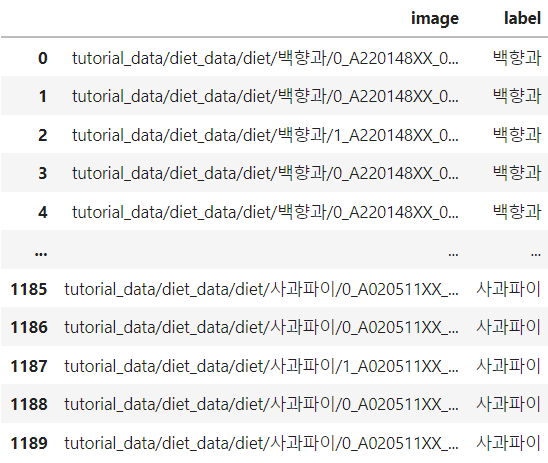 image label
0 tutorial_data/diet_data/diet/백향과/0_A220148XX_0... 백향과
1 tutorial_data/diet_data/diet/백향과/0_A220148XX_0... 백향과
2 tutorial_data/diet_data/diet/백향과/1_A220148XX_0... 백향과
3 tutorial_data/diet_data/diet/백향과/0_A220148XX_0... 백향과
4 tutorial_data/diet_data/diet/백향과/0_A220148XX_0... 백향과
... ... ...
1185 tutorial_data/diet_data/diet/사과파이/0_A020511XX_... 사과파이
1186 tutorial_data/diet_data/diet/사과파이/0_A020511XX_... 사과파이
1187 tutorial_data/diet_data/diet/사과파이/1_A020511XX_... 사과파이
1188 tutorial_data/diet_data/diet/사과파이/0_A020511XX_... 사과파이
1189 tutorial_data/diet_data/diet/사과파이/0_A020511XX_... 사과파이